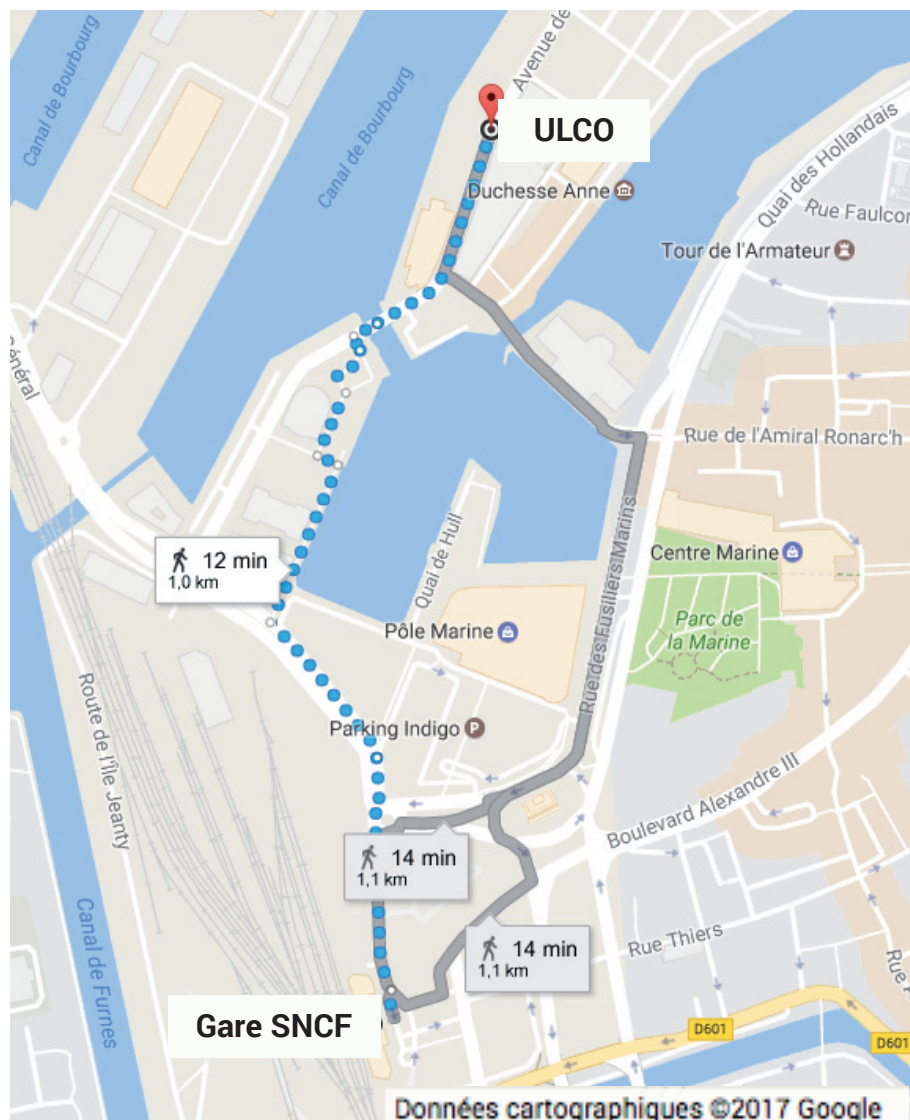 Canal de Bourbourg
Canal de Bourbourg
Avenue de
ULCO
Duchesse Anne
Quai des Hollandais
Rue Faulcon
Tour de l'Armateur
Général
Rue de l'Amiral Ronarc'h
Quai de Hull
Rue des Fusiliers Marins
12 min
1,0 km
Centre Marine
Pôle Marine
Parc de
la Marine
Route de l'Île Jeanty
Parking Indigo
P
Boulevard Alexandre III
14 min
1,1 km
14 min
1,1 km
Rue Thiers
Canal de Furnes
Gare SNCF
D601
D601
Données cartographiques ©2017 Google